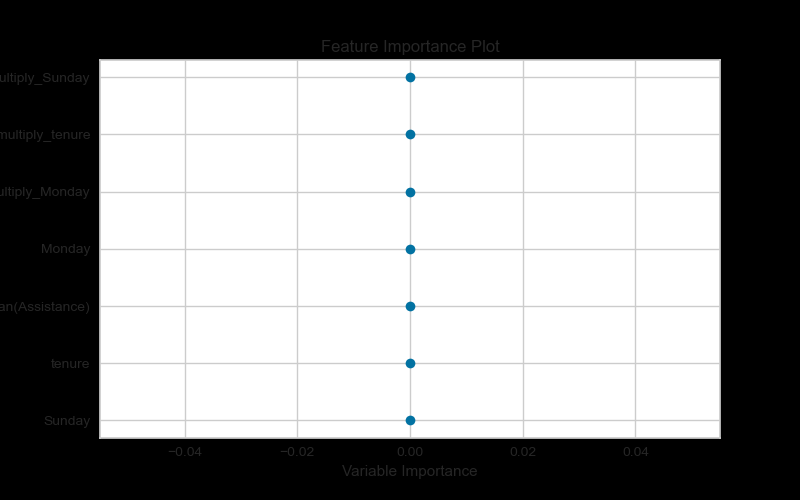 Feature Importance Plot
ultiply_Sunday
multiply_tenure
ultiply_Monday
Monday
an(Assistance)
tenure
Sunday
−0.04 −0.02 0.00 0.02 0.04
Variable Importance